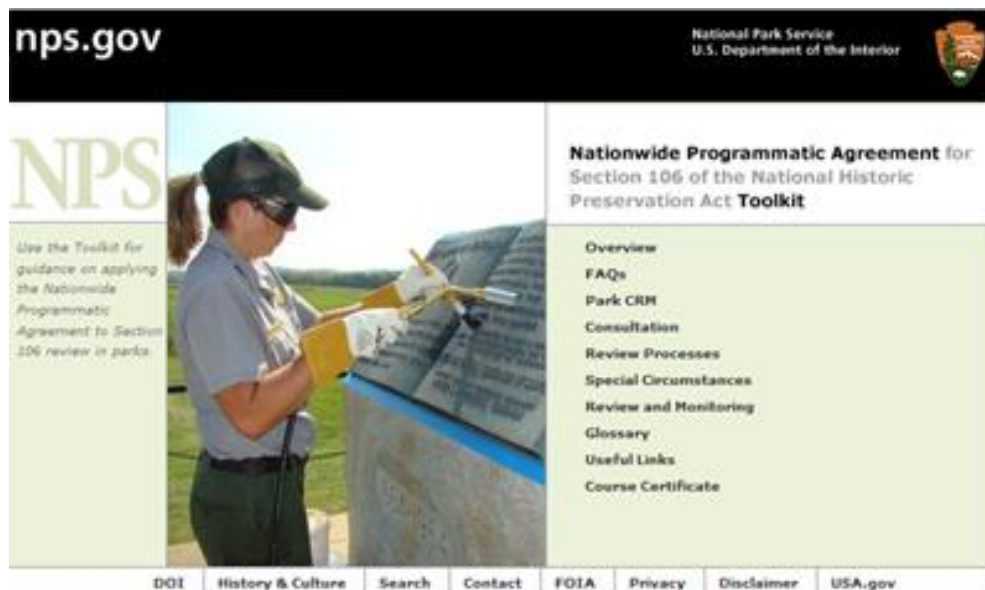 nps.gov
National Park Service
U.S. Department of the Interior
NPS
Use the Toolkit for
guidance on applying
the Nationwide
Programmatic
Agreement to Section
106 review in parks.
Nationwide Programmatic Agreement for
Section 106 of the National Historic
Preservation Act Toolkit
Overview
FAQs
Park CRM
Consultation
Review Processes
Special Circumstances
Review and Monitoring
Glossary
Useful Links
Course Certificate
DOI
History & Culture
Search
Contact
FOIA
Privacy
Disclaimer
USA.gov